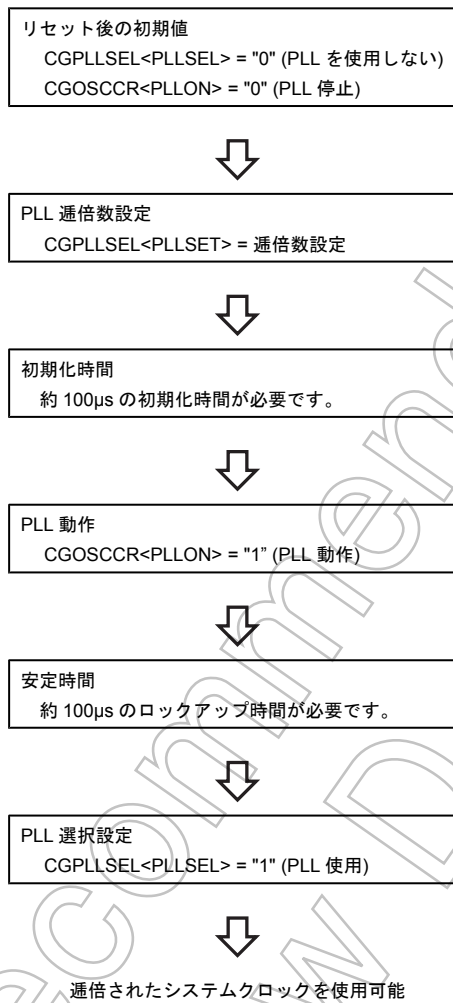 リセット後の初期値
CGPLLSEL<PLLSEL> = "0" (PLL を使用しない)
CGOSCCR<PLLON> = "0" (PLL 停止)
PLL 逓倍数設定
CGPLLSEL<PLLSET> = 逓倍数設定
初期化時間
約 100μs の初期化時間が必要です。
PLL 動作
CGOSCCR<PLLON> = "1” (PLL 動作)
安定時間
約 100μs のロックアップ時間が必要です。
PLL 選択設定
CGPLLSEL<PLLSEL> = "1" (PLL 使用)
逓倍されたシステムクロックを使用可能